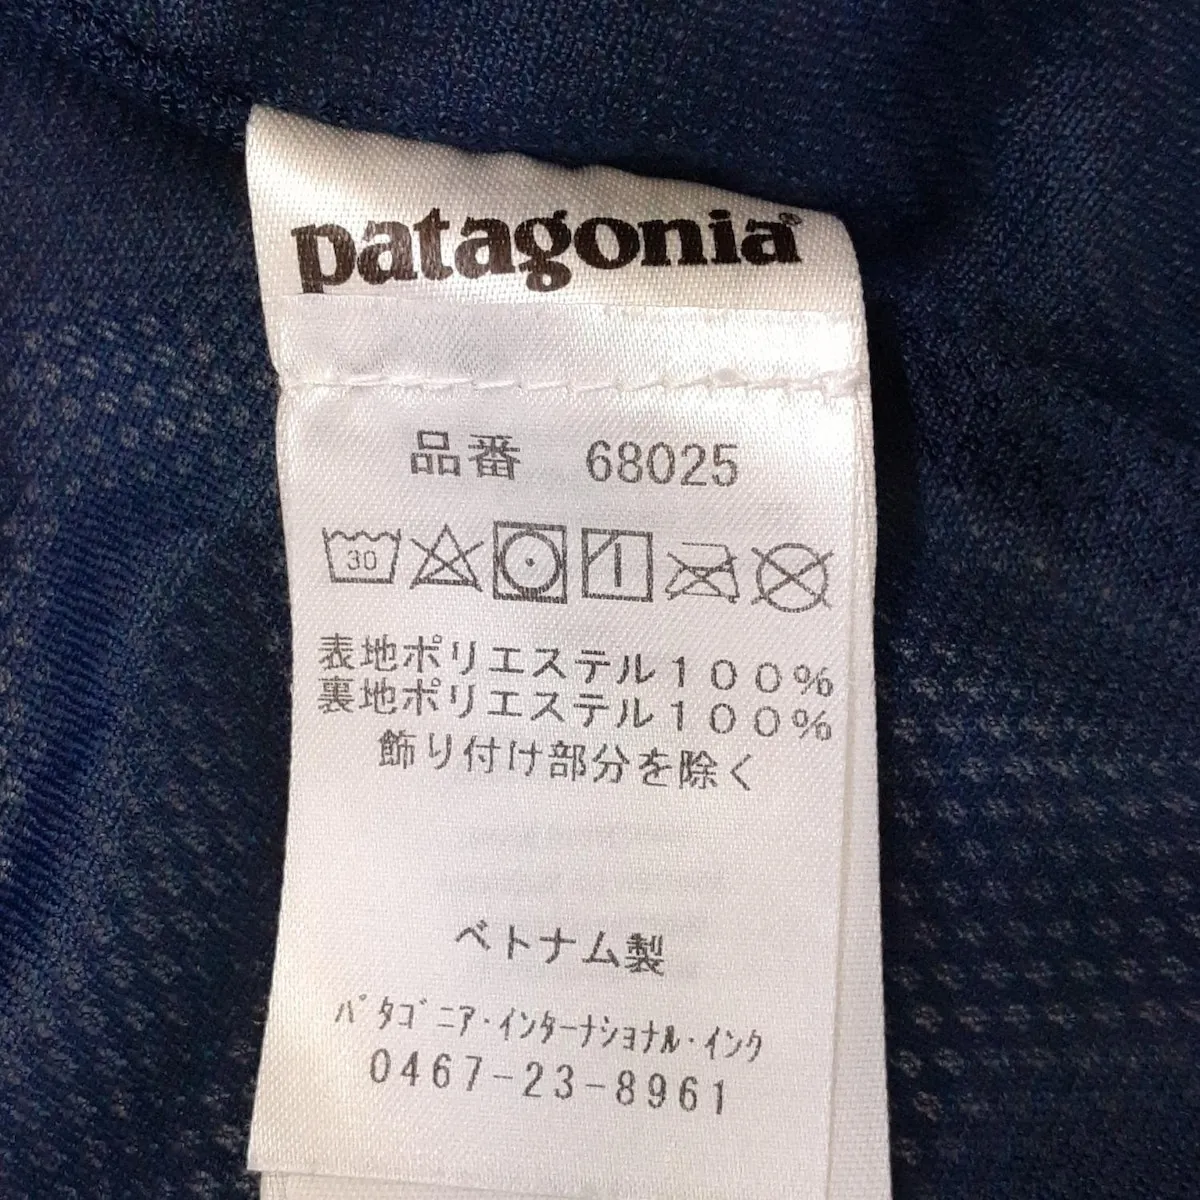 patagonia®
品番 68025
30
表地ポリエステル100%
裏地ポリエステル100%
飾り付け部分を除く
ベトナム製
パタゴニア・インターナショナル・インク
0467-23-8961